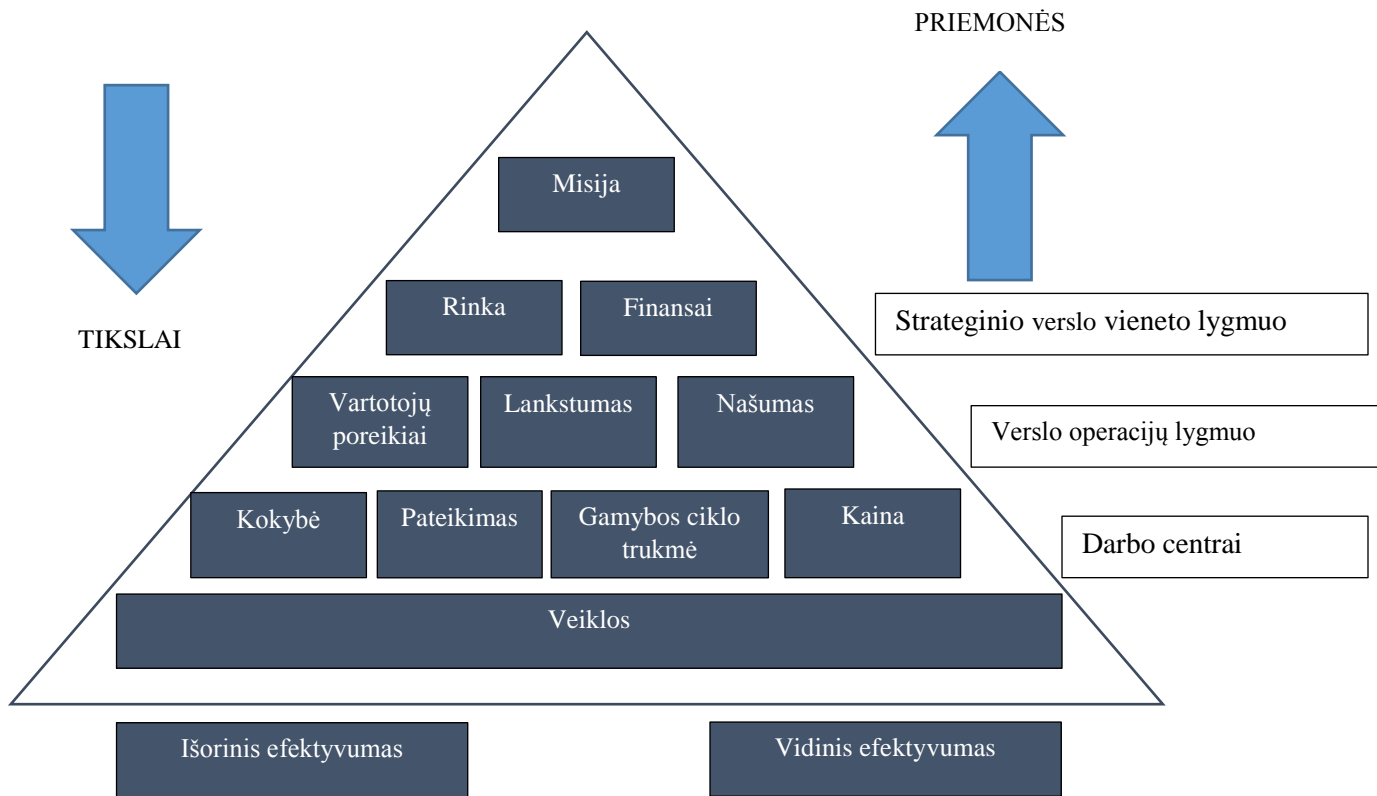 PRIEMONĖS
Misija
Rinka
Finansai
Strateginio verslo vieneto lygmuo
TIKSLAI
Vartotojų
poreikiai
Lankstumas
Našumas
Verslo operacijų lygmuo
Kokybė
Pateikimas
Gamybos ciklo
trukmė
Kaina
Darbo centrai
Veiklos
Išorinis efektyvumas
Vidinis efektyvumas